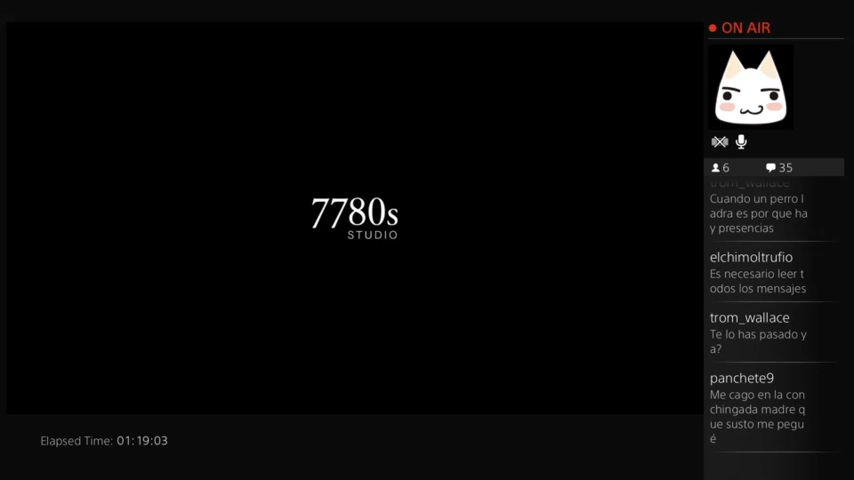 ON AIR
7780s
STUDIO
6 35
trom_wallace
Cuando un perro l
adra es por que ha
y presencias
elchimoltrufio
Es necesario leer t
odos los mensajes
trom_wallace
Te lo has pasado y
a?
panchete9
Me cago en la con
chingada madre q
ue susto me pegu
é
Elapsed Time: 01:19:03